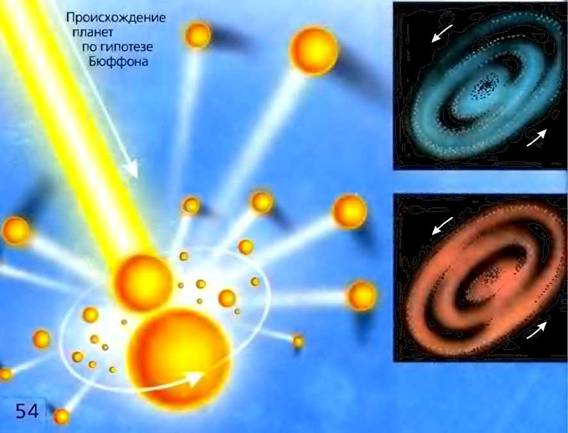 Происхождение
планет
по гипотезе
Бюффона
54